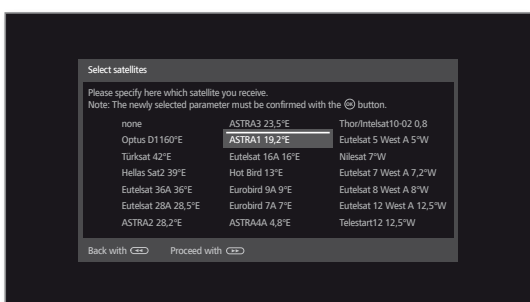 Select satellites
Please specify here which satellite you receive.
Note: The newly selected parameter must be confirmed with the OK button.
none ASTRA3 23,5°E Thor/Intelsat10-02 0,8
Optus D1160°E ASTRA1 19,2°E Eutelsat 5 West A 5°W
Türksat 42°E Eutelsat 16A 16°E Nilesat 7°W
Hellas Sat2 39°E Hot Bird 13°E Eutelsat 7 West A 7,2°W
Eutelsat 36A 36°E Eurobird 9A 9°E Eutelsat 8 West A 8°W
Eutelsat 28A 28,5°E Eurobird 7A 7°E Eutelsat 12 West A 12,5°W
ASTRA2 28,2°E ASTRA4A 4,8°E Telestart12 12,5°W
Back with Proceed with